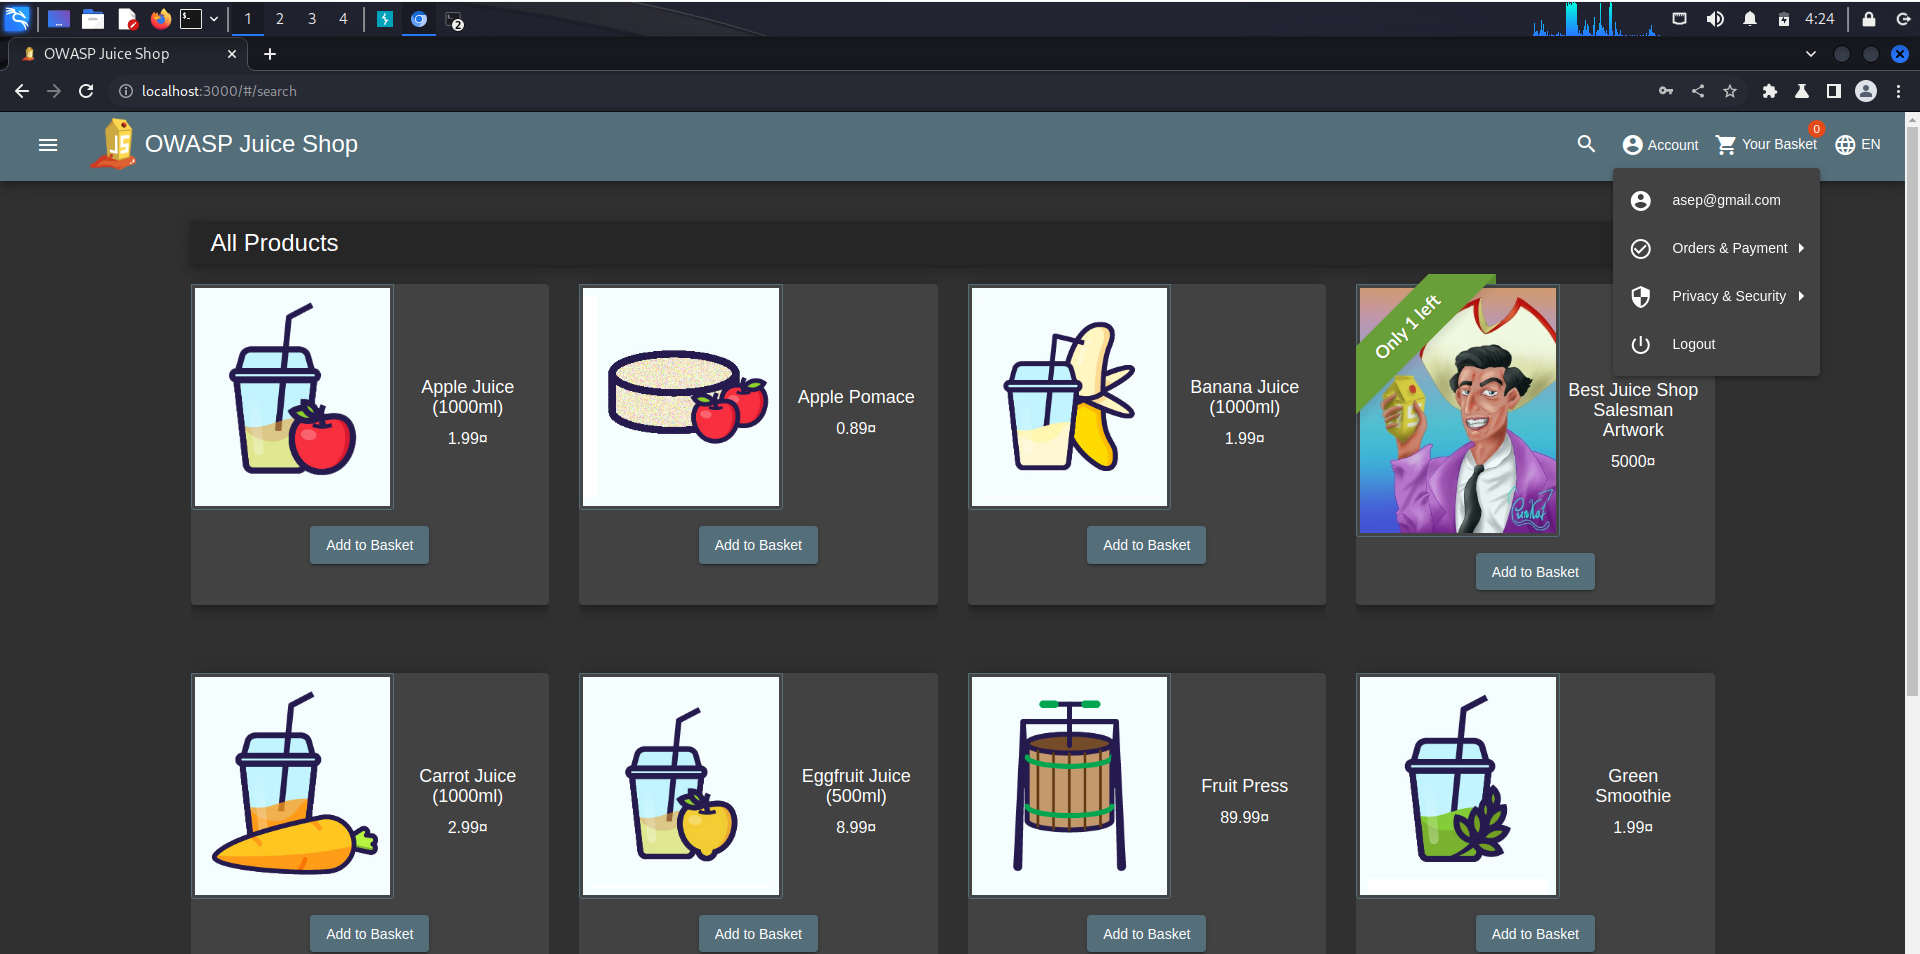 1 2 3 4
2
4:24
OWASP Juice Shop
localhost:3000/#/search
OWASP Juice Shop
Account
Your Basket
0
EN
asep@gmail.com
Orders & Payment
Privacy & Security
Logout
All Products
Apple Juice
(1000ml)
1.99¤
Add to Basket
Apple Pomace
0.89¤
Add to Basket
Banana Juice
(1000ml)
1.99¤
Add to Basket
Only 1 left
Best Juice Shop
Salesman
Artwork
5000¤
Add to Basket
Carrot Juice
(1000ml)
2.99¤
Add to Basket
Eggfruit Juice
(500ml)
8.99¤
Add to Basket
Fruit Press
89.99¤
Add to Basket
Green
Smoothie
1.99¤
Add to Basket